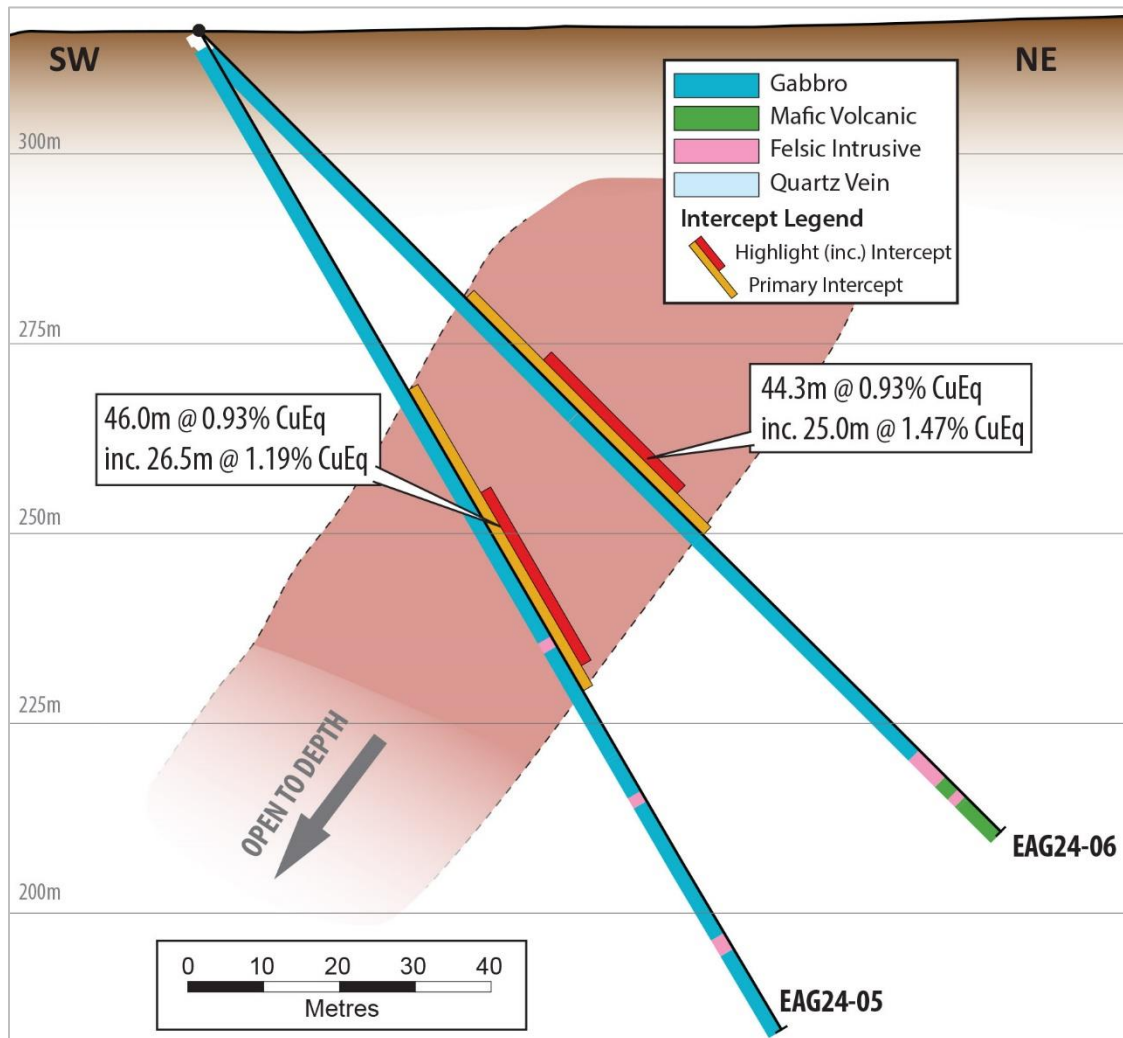 SW
NE
Gabbro
Mafic Volcanic
Felsic Intrusive
Quartz Vein
Intercept Legend
Highlight (inc.) Intercept
Primary Intercept
300m
275m
46.0m @ 0.93% CuEq
inc. 26.5m @ 1.19% CuEq
44.3m @ 0.93% CuEq
inc. 25.0m @ 1.47% CuEq
250m
225m
OPEN TO DEPTH
EAG24-06
200m
0 10 20 30 40
Metres
EAG24-05